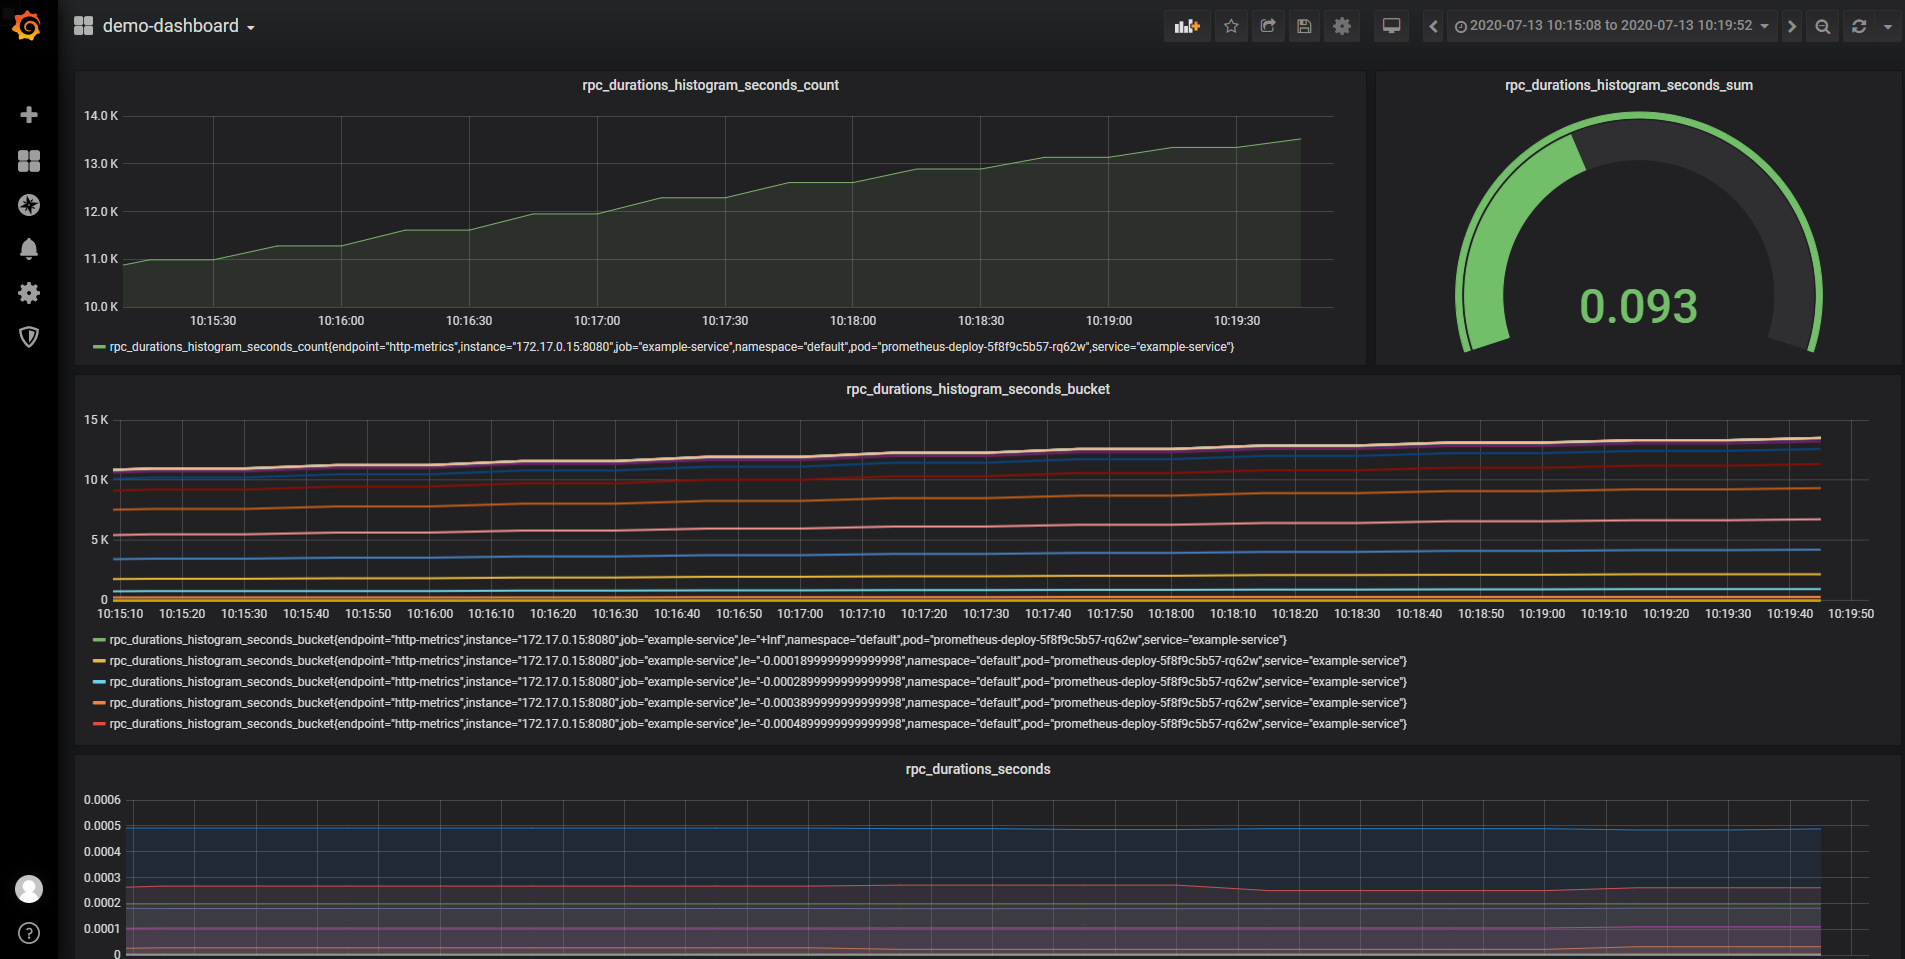 demo-dashboard
2020-07-13 10:15:08 to 2020-07-13 10:19:52
rpc_durations_histogram_seconds_count
14.0 K
13.0 K
12.0 K
11.0 K
10.0 K
10:15:30 10:16:00 10:16:30 10:17:00 10:17:30 10:18:00 10:18:30 10:19:00 10:19:30
rpc_durations_histogram_seconds_count{endpoint="http-metrics",instance="172.17.0.15:8080",job="example-service",namespace="default",pod="prometheus-deploy-5f8f9c5b57-rq62w",service="example-service"}
rpc_durations_histogram_seconds_sum
0.093
rpc_durations_histogram_seconds_bucket
15 K
10 K
5 K
0
10:15:10 10:15:20 10:15:30 10:15:40 10:15:50 10:16:00 10:16:10 10:16:20 10:16:30 10:16:40 10:16:50 10:17:00 10:17:10 10:17:20 10:17:30 10:17:40 10:17:50 10:18:00 10:18:10 10:18:20 10:18:30 10:18:40 10:18:50 10:19:00 10:19:10 10:19:20 10:19:30 10:19:40 10:19:50
rpc_durations_histogram_seconds_bucket{endpoint="http-metrics",instance="172.17.0.15:8080",job="example-service",le="+Inf",namespace="default",pod="prometheus-deploy-5f8f9c5b57-rq62w",service="example-service"}
rpc_durations_histogram_seconds_bucket{endpoint="http-metrics",instance="172.17.0.15:8080",job="example-service",le="-0.0001899999999999998",namespace="default",pod="prometheus-deploy-5f8f9c5b57-rq62w",service="example-service"}
rpc_durations_histogram_seconds_bucket{endpoint="http-metrics",instance="172.17.0.15:8080",job="example-service",le="-0.0002899999999999998",namespace="default",pod="prometheus-deploy-5f8f9c5b57-rq62w",service="example-service"}
rpc_durations_histogram_seconds_bucket{endpoint="http-metrics",instance="172.17.0.15:8080",job="example-service",le="-0.0003899999999999998",namespace="default",pod="prometheus-deploy-5f8f9c5b57-rq62w",service="example-service"}
rpc_durations_histogram_seconds_bucket{endpoint="http-metrics",instance="172.17.0.15:8080",job="example-service",le="-0.0004899999999999998",namespace="default",pod="prometheus-deploy-5f8f9c5b57-rq62w",service="example-service"}
rpc_durations_seconds
0.0006
0.0005
0.0004
0.0003
0.0002
0.0001
0